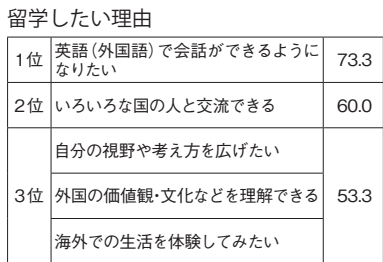 留学したい理由
1位 英語(外国語)で会話ができるように
なりたい 73.3
2位 いろいろな国の人と交流できる 60.0
自分の視野や考え方を広げたい
3位 外国の価値観・文化などを理解できる 53.3
海外での生活を体験してみたい